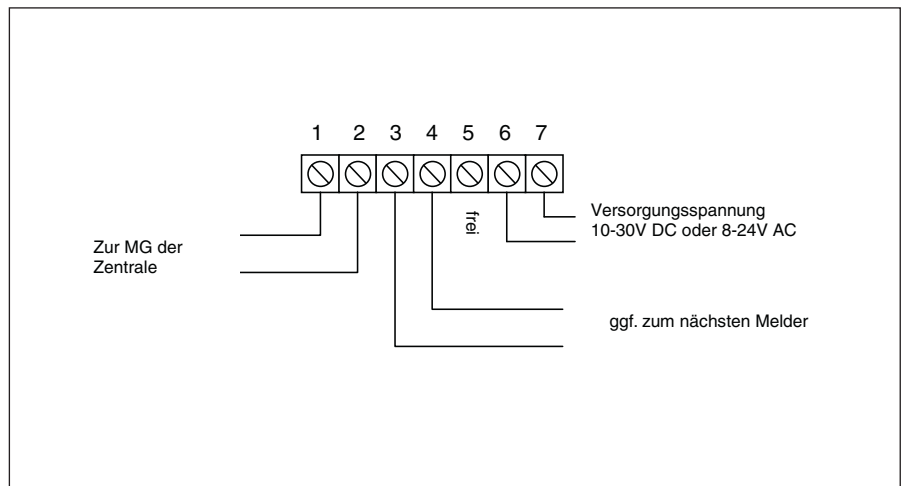 1 2 3 4 5 6 7
frei
Versorgungsspannung
10-30V DC oder 8-24V AC
Zur MG der
Zentrale
ggf. zum nächsten Melder